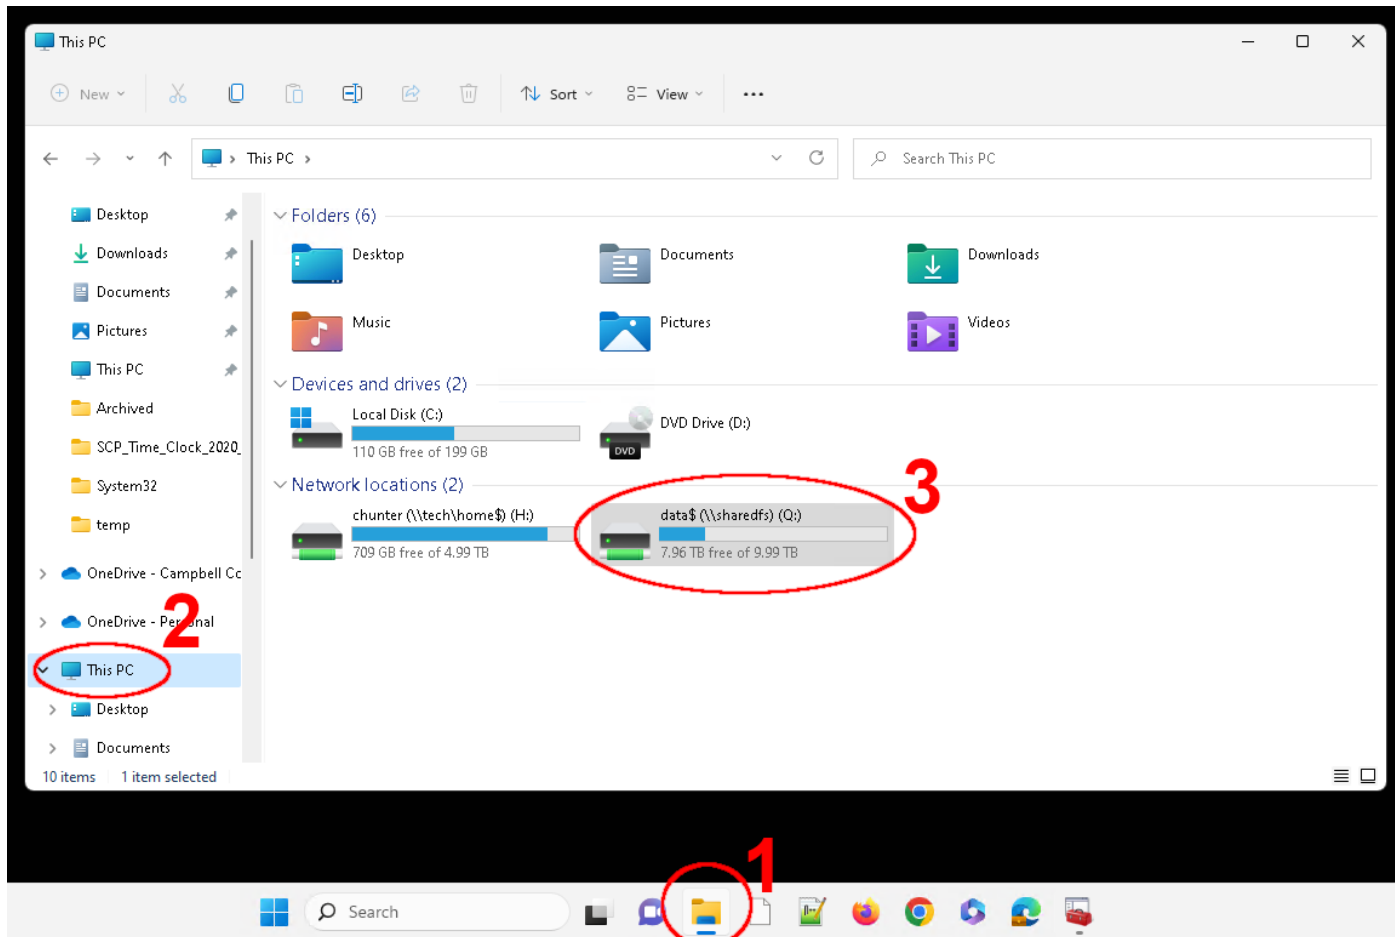 This PC
New
Sort
View
This PC
Search This PC
Desktop
Downloads
Documents
Pictures
This PC
Archived
SCP_Time_Clock_2020_
System32
temp
OneDrive - Campbell Cc
OneDrive - Personal
2
This PC
Desktop
Documents
Folders (6)
Desktop
Documents
Downloads
Music
Pictures
Videos
Devices and drives (2)
Local Disk (C:)
110 GB free of 199 GB
DVD
DVD Drive (D:)
Network locations (2)
3
chunter (\\tech\home$) (H:)
709 GB free of 4.99 TB
data$ (\\sharedfs) (Q:)
7.96 TB free of 9.99 TB
10 items
1 item selected
1
Search